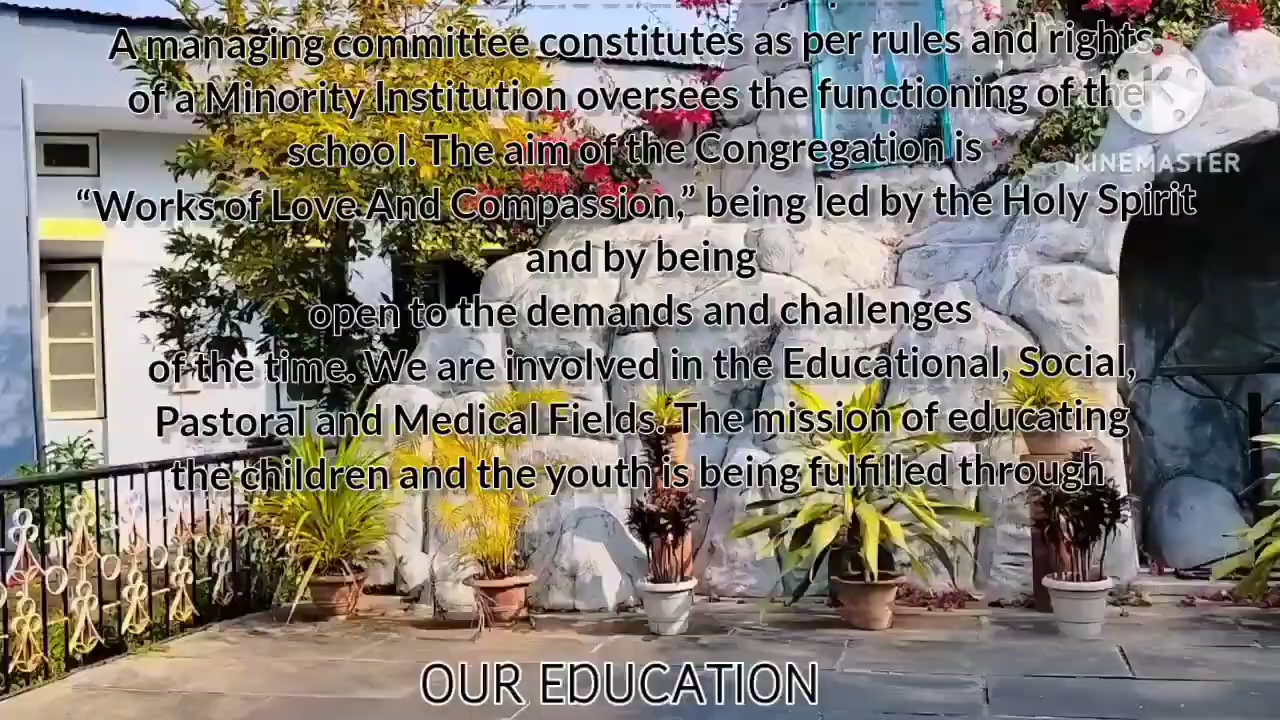 A managing committee constitutes as per rules and rights
of a Minority Institution oversees the functioning of the
school. The aim of the Congregation is
“Works of Love And Compassion,” being led by the Holy Spirit
and by being
open to the demands and challenges
of the time. We are involved in the Educational, Social,
Pastoral and Medical Fields. The mission of educating
the children and the youth is being fulfilled through
OUR EDUCATION
KINEMASTER